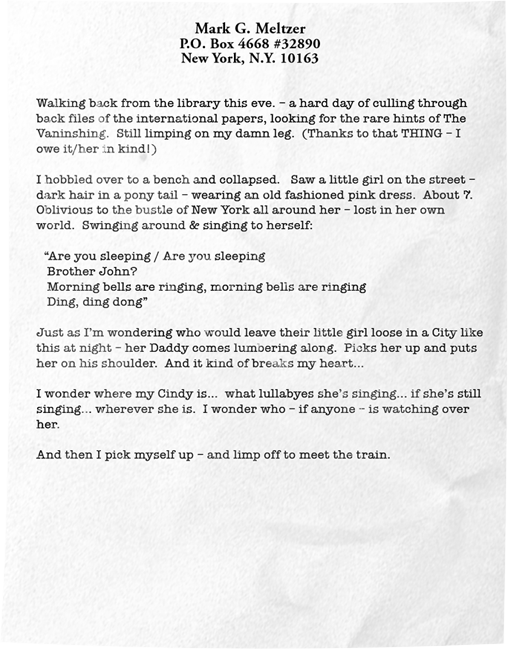 Mark G. Meltzer
P.O. Box 4668 #32890
New York, N.Y. 10163
Walking back from the library this eve. – a hard day of culling through
back files of the international papers, looking for the rare hints of The
Vaninshing.  Still limping on my damn leg.  (Thanks to that THING – I
owe it/her in kind!)
I hobbled over to a bench and collapsed.  Saw a little girl on the street –
dark hair in a pony tail – wearing an old fashioned pink dress.  About 7.
Oblivious to the bustle of New York all around her – lost in her own
world.  Swinging around & singing to herself:
“Are you sleeping / Are you sleeping
Brother John?
Morning bells are ringing, morning bells are ringing
Ding, ding dong”
Just as I’m wondering who would leave their little girl loose in a City like
this at night – her Daddy comes lumbering along.  Picks her up and puts
her on his shoulder.  And it kind of breaks my heart...
I wonder where my Cindy is...  what lullabyes she’s singing... if she’s still
singing... wherever she is.  I wonder who – if anyone – is watching over
her.
And then I pick myself up – and limp off to meet the train.